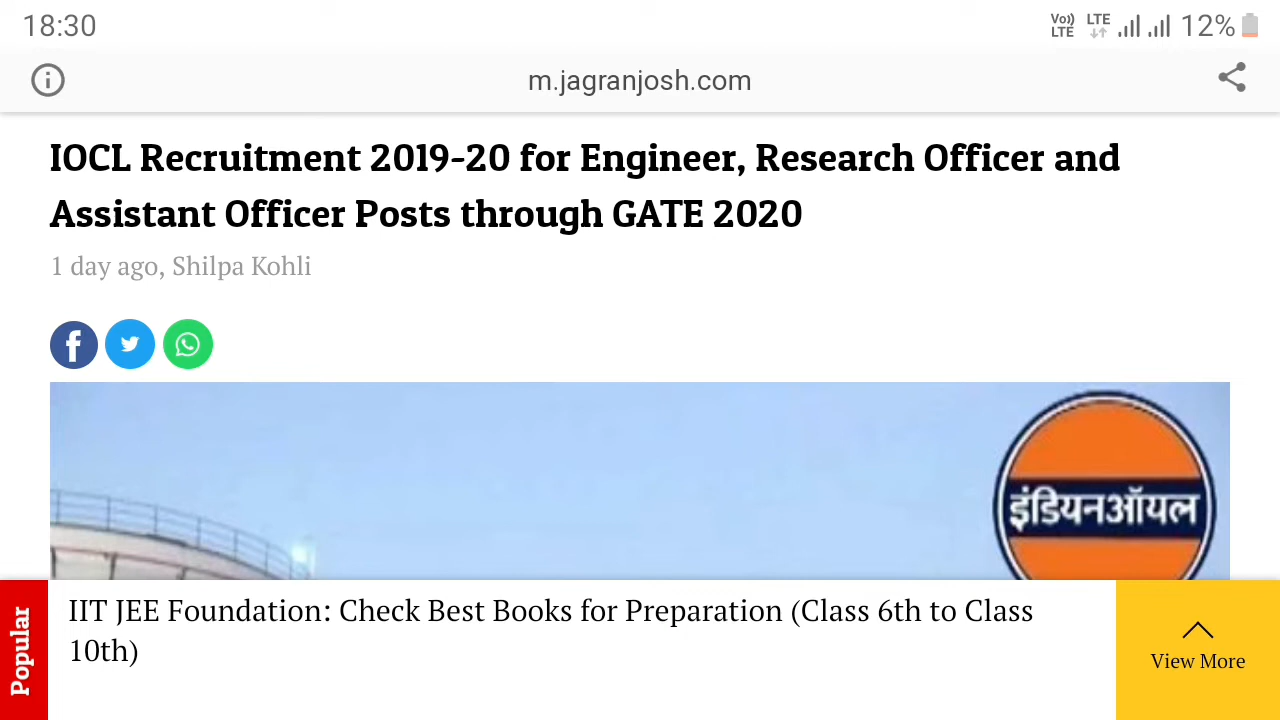 18:30
Vo)) LTE LTE 12%
m.jagranjosh.com
IOCL Recruitment 2019-20 for Engineer, Research Officer and
Assistant Officer Posts through GATE 2020
1 day ago, Shilpa Kohli
इंडियनऑयल
Popular
IIT JEE Foundation: Check Best Books for Preparation (Class 6th to Class
10th)
View More